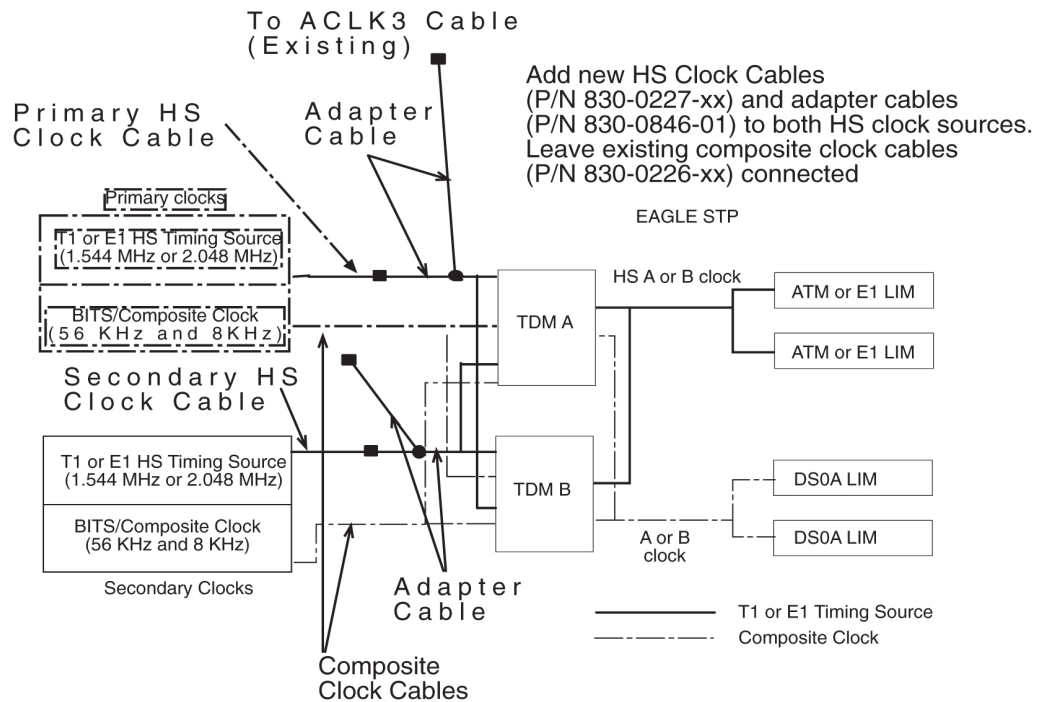 To ACLK3 Cable
(Existing)
Add new HS Clock Cables
(P/N 830-0227-xx) and adapter cables
(P/N 830-0846-01) to both HS clock sources.
Leave existing composite clock cables
(P/N 830-0226-xx) connected
Primary HS
Clock Cable
Adapter
Cable
EAGLE STP
Primary clocks
T1 or E1 HS Timing Source
(1.544 MHz or 2.048 MHz)
BITS/Composite Clock
(56 KHz and 8KHz)
TDM A
HS A or B clock
ATM or E1 LIM
ATM or E1 LIM
Secondary HS
Clock Cable
T1 or E1 HS Timing Source
(1.544 MHz or 2.048 MHz)
BITS/Composite Clock
(56 KHz and 8 KHz)
Secondary Clocks
TDM B
DS0A LIM
DS0A LIM
A or B
clock
Adapter
Cable
T1 or E1 Timing Source
Composite Clock
Composite
Clock Cables